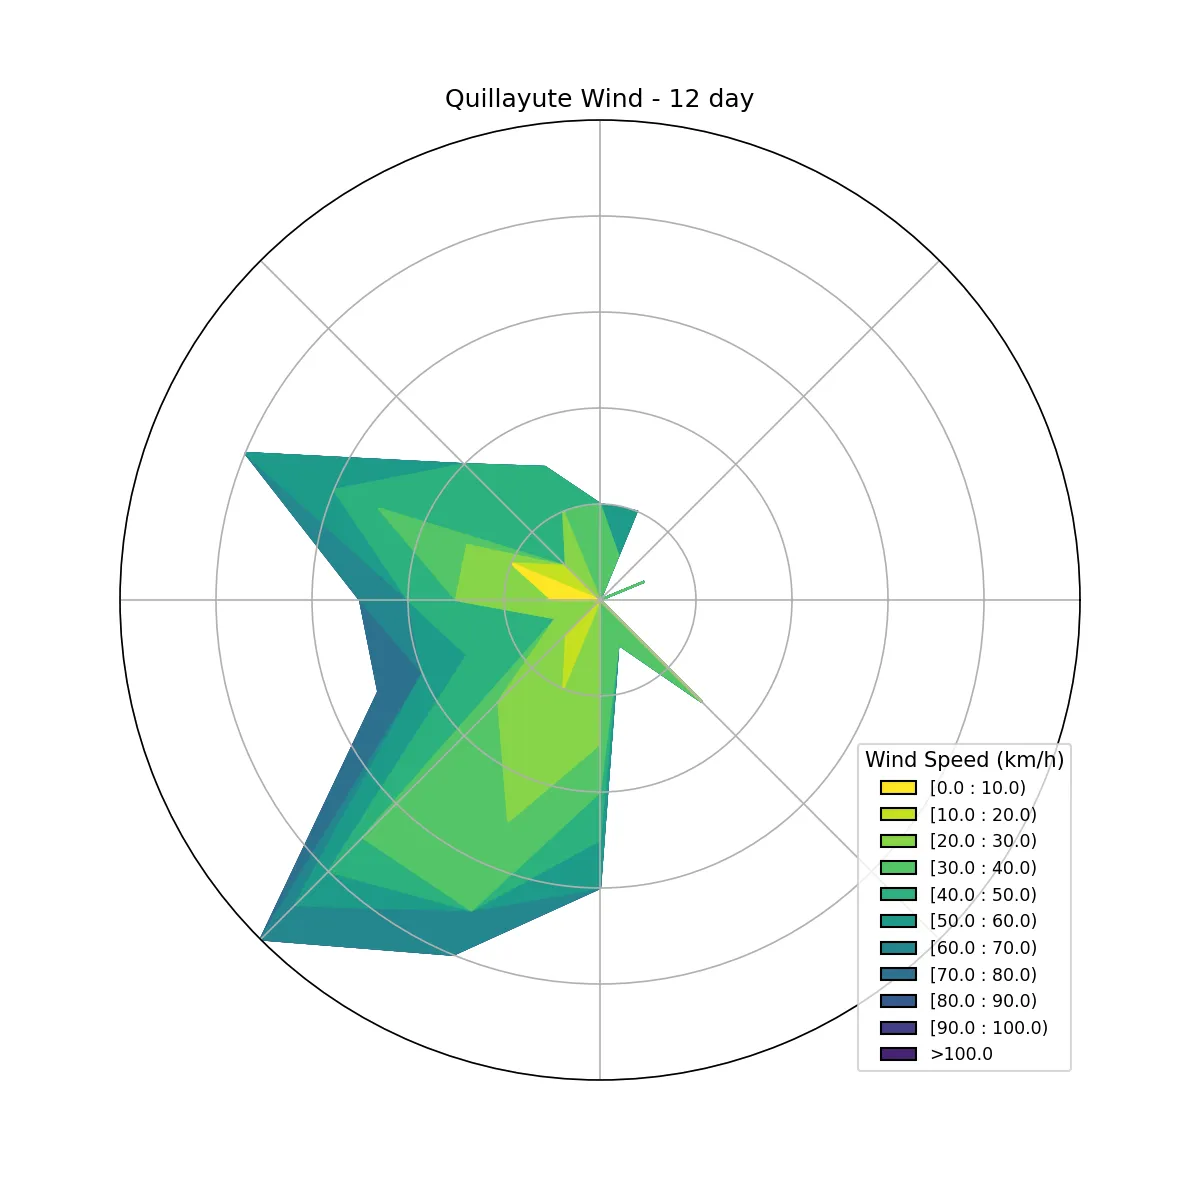 Quillayute Wind - 12 day
Wind Speed (km/h)
[0.0 : 10.0)
[10.0 : 20.0)
[20.0 : 30.0)
[30.0 : 40.0)
[40.0 : 50.0)
[50.0 : 60.0)
[60.0 : 70.0)
[70.0 : 80.0)
[80.0 : 90.0)
[90.0 : 100.0)
>100.0